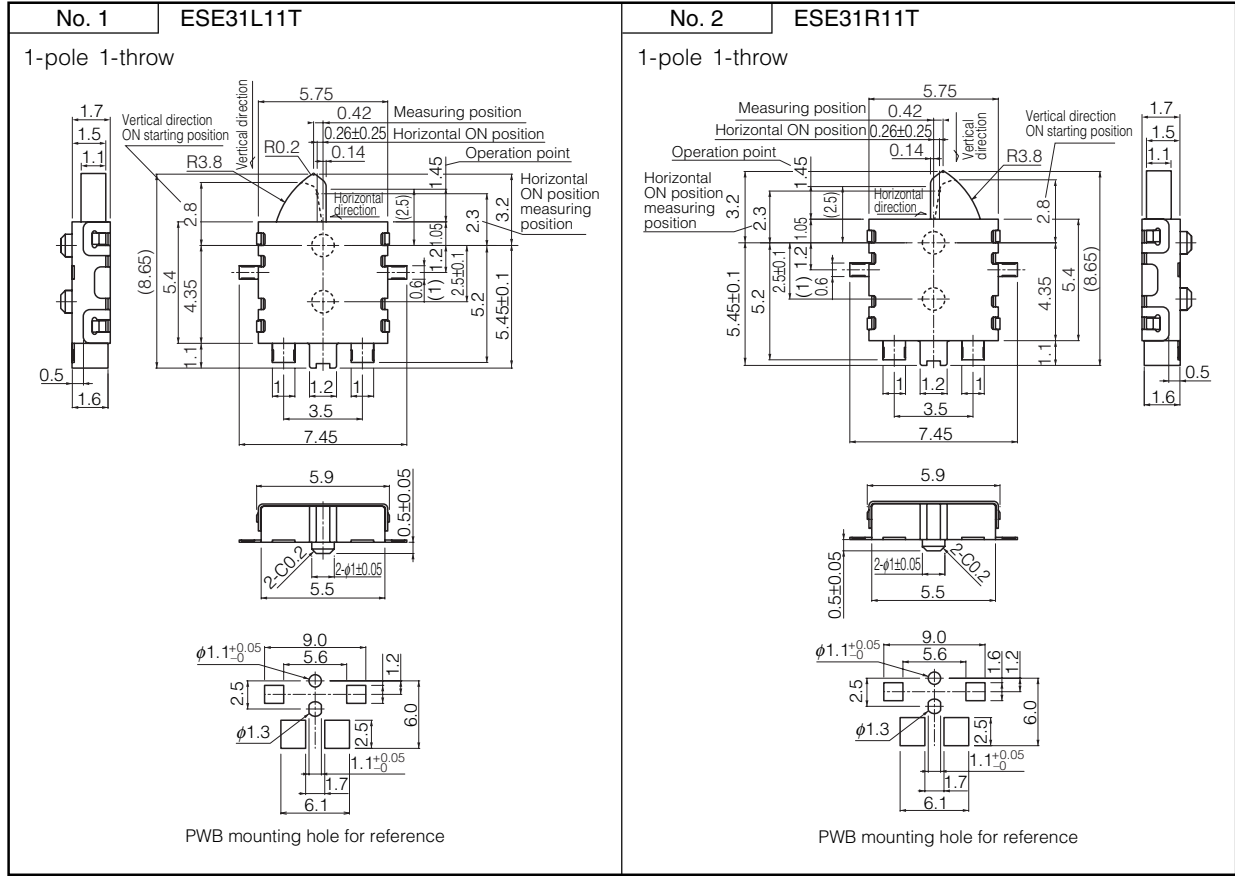 No. 1 ESE31L11T
1-pole 1-throw
5.75
0.42 Measuring position
0.26±0.25 Horizontal ON position
0.14 Operation point
Vertical direction
ON starting position
Vertical direction
R0.2
R3.8
1.7
1.5
1.1
Horizontal
direction
Horizontal
ON position
measuring
position
1.45
(2.5)
2.3
3.2
2.8
1.05
1.2
(8.65)
5.4
4.35
0.6
(1)
2.5±0.1
5.2
5.45±0.1
1.1
0.5
1.6
1
1.2
1
3.5
7.45
5.9
0.5±0.05
2-C0.2
2-φ1±0.05
5.5
9.0
φ1.1+0.05 −0
5.6
1.2
2.5
6.0
φ1.3
2.5
1.1+0.05 −0
1.7
6.1
PWB mounting hole for reference
No. 2 ESE31R11T
1-pole 1-throw
5.75
Measuring position 0.42
Horizontal ON position 0.26±0.25
Operation point 0.14
Vertical
direction
Vertical direction
ON starting position
R3.8
1.7
1.5
1.1
Horizontal
ON position
measuring
position
Horizontal
direction
1.45
(2.5)
3.2
2.3
2.8
1.05
1.2
5.45±0.1
5.2
2.5±0.1
(1)
0.6
4.35
5.4
(8.65)
1.1
0.5
1.6
1
1.2
1
3.5
7.45
5.9
0.5±0.05
2-φ1±0.05
2-C0.2
5.5
9.0
φ1.1+0.05 −0
5.6
1.6
1.2
2.5
6.0
φ1.3
2.5
1.1+0.05 −0
1.7
6.1
PWB mounting hole for reference